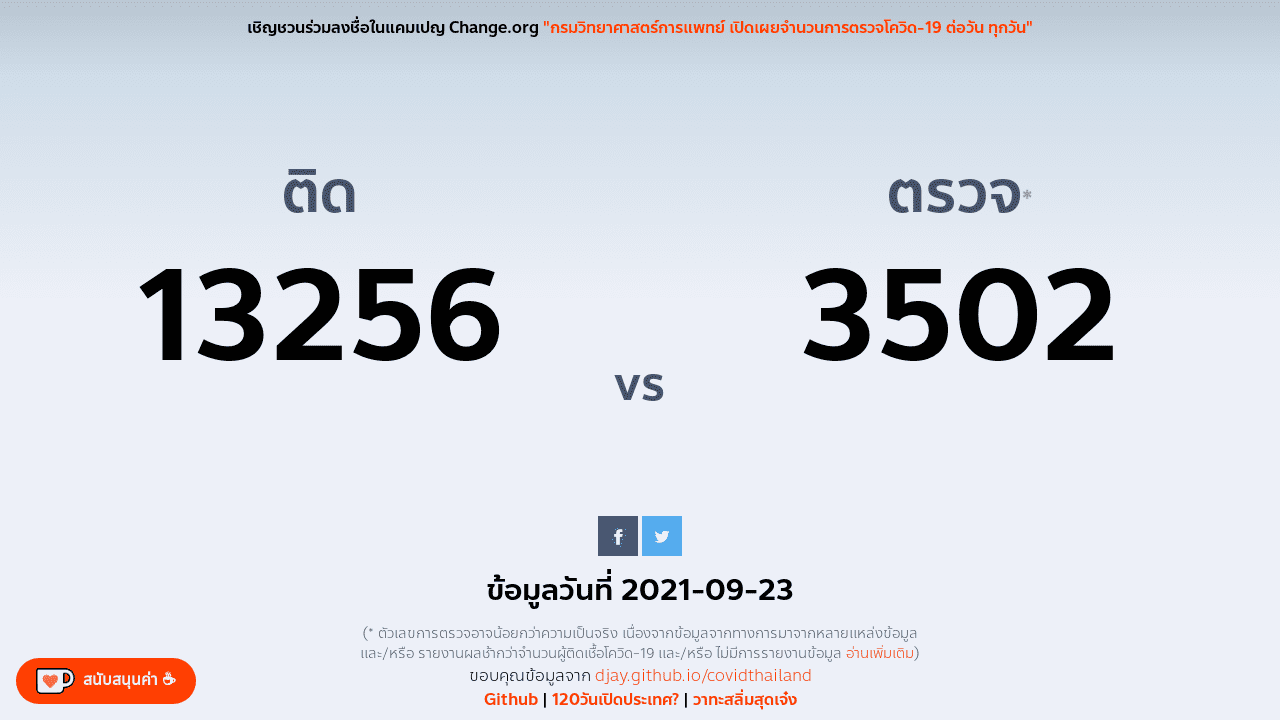 เชิญชวนร่วมลงชื่อในแคมเปญ Change.org "กรมวิทยาศาสตร์การแพทย์ เปิดเผยจำนวนการตรวจโควิด-19 ต่อวัน ทุกวัน"
ติด
ตรวจ*
13256
3502
vs
ข้อมูลวันที่ 2021-09-23
(* ตัวเลขการตรวจอาจน้อยกว่าความเป็นจริง เนื่องจากข้อมูลจากทางการมาจากหลายแหล่งข้อมูล
และ/หรือ รายงานผลช้ากว่าจำนวนผู้ติดเชื้อโควิด-19 และ/หรือ ไม่มีการรายงานข้อมูล อ่านเพิ่มเติม)
ขอบคุณข้อมูลจาก djay.github.io/covidthailand
Github | 120วันเปิดประเทศ? | วาทะสลิ่มสุดเจ๋ง
สนับสนุนค่า ☕